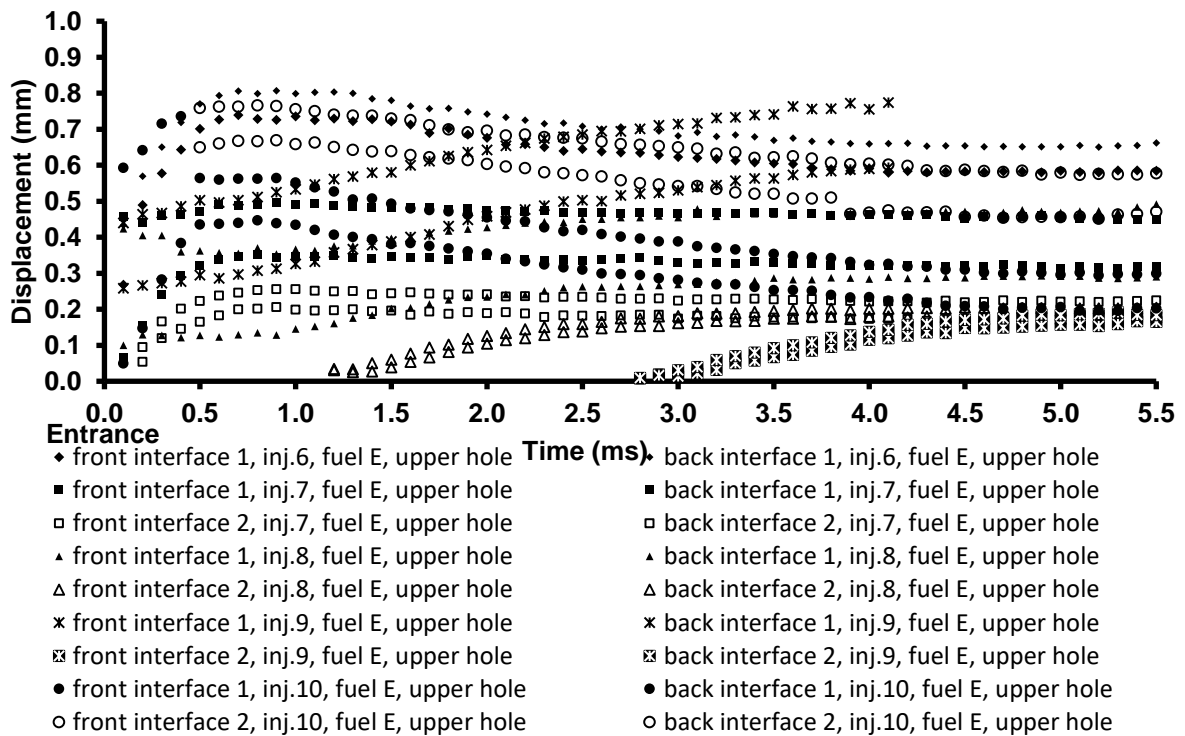 1.0
0.9
0.8
0.7
0.6
0.5
0.4
0.3
0.2
0.1
0.0
Displacement (mm)
0.0 0.5 1.0 1.5 2.0 2.5 3.0 3.5 4.0 4.5 5.0 5.5
Entrance
Time (ms)
front interface 1, inj.6, fuel E, upper hole
back interface 1, inj.6, fuel E, upper hole
front interface 1, inj.7, fuel E, upper hole
back interface 1, inj.7, fuel E, upper hole
front interface 2, inj.7, fuel E, upper hole
back interface 2, inj.7, fuel E, upper hole
front interface 1, inj.8, fuel E, upper hole
back interface 1, inj.8, fuel E, upper hole
front interface 2, inj.8, fuel E, upper hole
back interface 2, inj.8, fuel E, upper hole
front interface 1, inj.9, fuel E, upper hole
back interface 1, inj.9, fuel E, upper hole
front interface 2, inj.9, fuel E, upper hole
back interface 2, inj.9, fuel E, upper hole
front interface 1, inj.10, fuel E, upper hole
back interface 1, inj.10, fuel E, upper hole
front interface 2, inj.10, fuel E, upper hole
back interface 2, inj.10, fuel E, upper hole